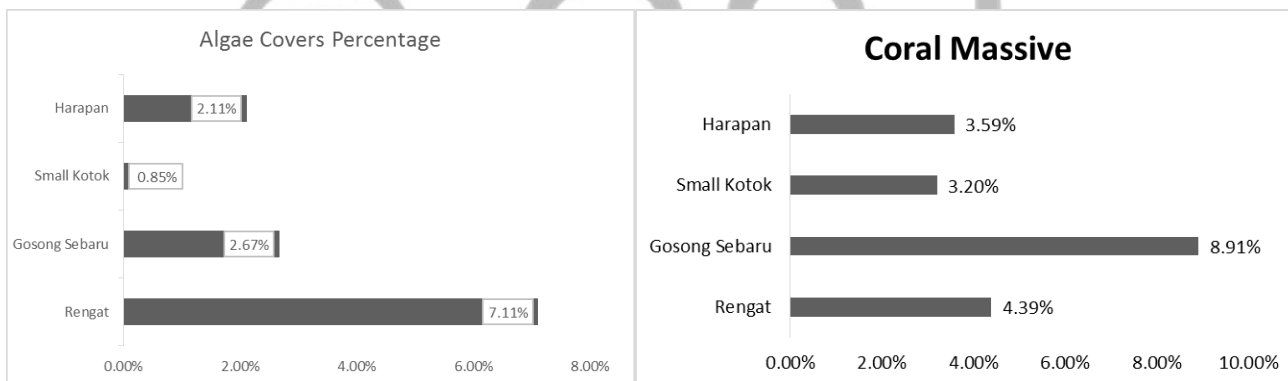 Algae Covers Percentage
Harapan
2.11%
Small Kotok
0.85%
Gosong Sebaru
2.67%
Rengat
7.11%
0.00% 2.00% 4.00% 6.00% 8.00%
Coral Massive
Harapan
3.59%
Small Kotok
3.20%
Gosong Sebaru
8.91%
Rengat
4.39%
0.00% 2.00% 4.00% 6.00% 8.00% 10.00%